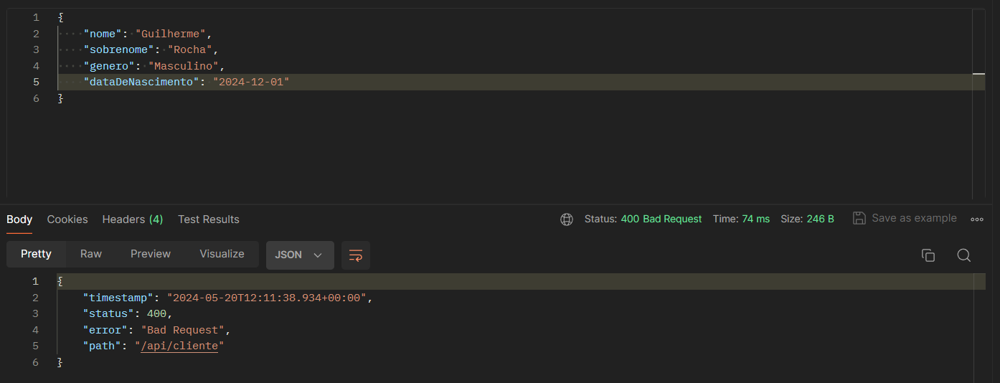 1 {
2 "nome": "Guilherme",
3 "sobrenome": "Rocha",
4 "genero": "Masculino",
5 "dataDeNascimento": "2024-12-01"
6 }
Body Cookies Headers (4) Test Results Status: 400 Bad Request Time: 74 ms Size: 246 B Save as example
Pretty Raw Preview Visualize JSON
1 {
2 "timestamp": "2024-05-20T12:11:38.934+00:00",
3 "status": 400,
4 "error": "Bad Request",
5 "path": "/api/cliente"
6 }